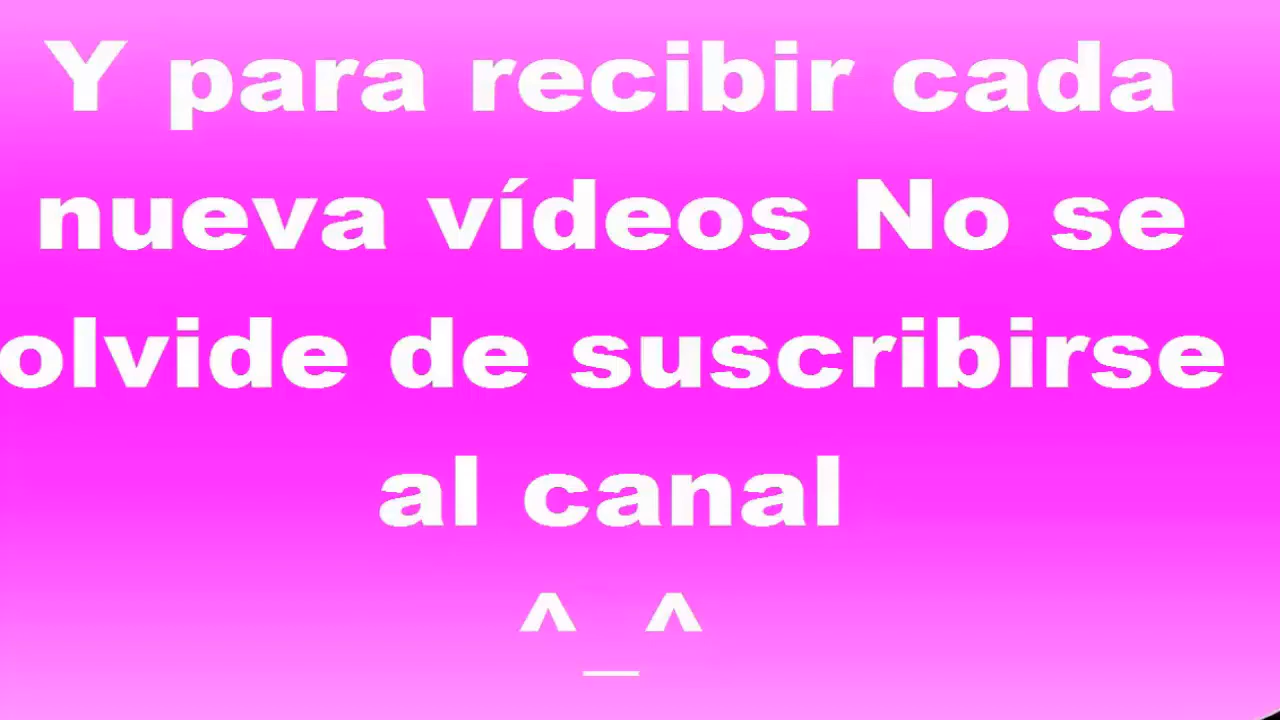 Y para recibir cada
nueva vídeos No se
olvide de suscribirse
al canal
^_^